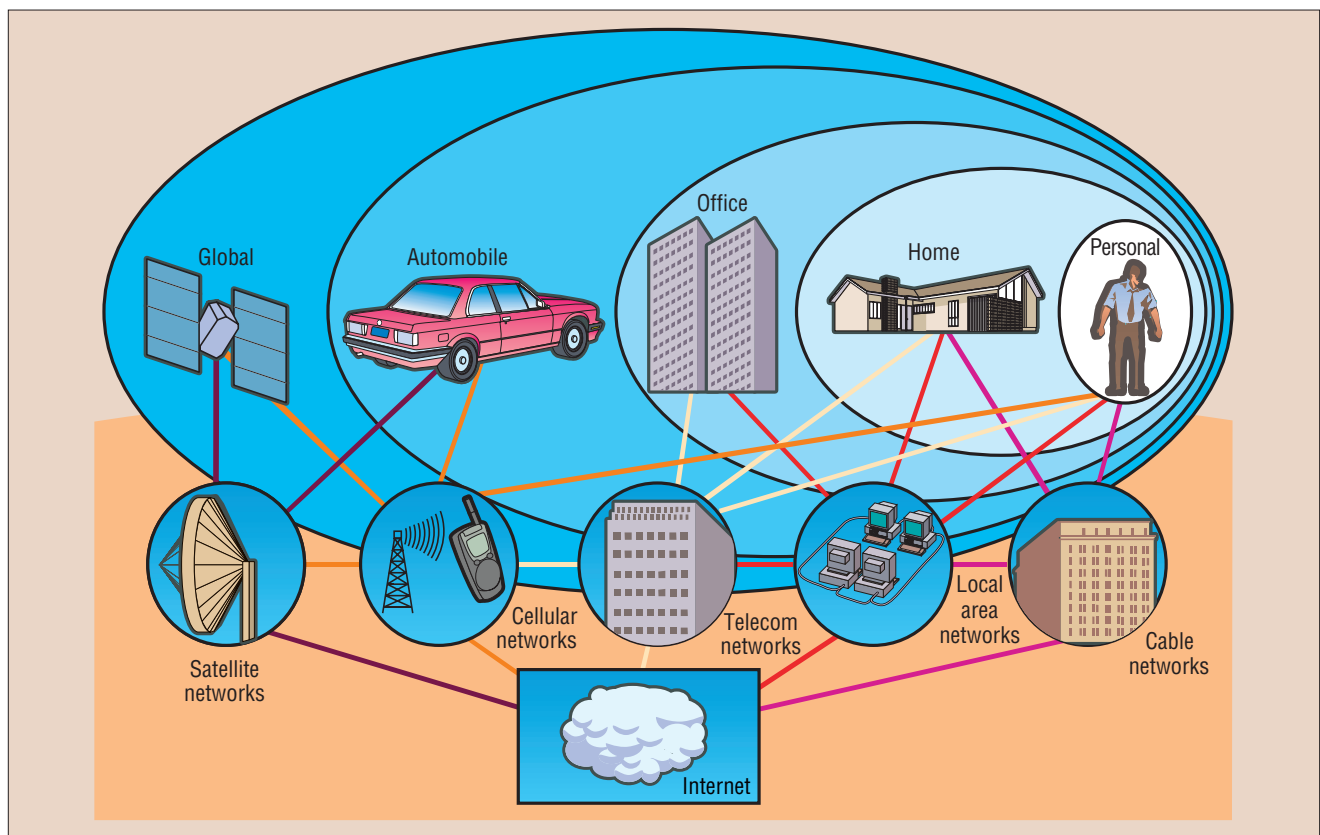 Office
Global
Automobile
Home
Personal
Satellite
networks
Cellular
networks
Telecom
networks
Local
area
networks
Cable
networks
Internet